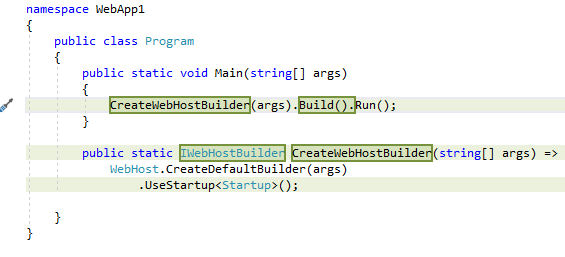 namespace WebApp1
{
public class Program
{
public static void Main(string[] args)
{
CreateWebHostBuilder(args).Build().Run();
}
public static IWebHostBuilder CreateWebHostBuilder(string[] args) =>
WebHost.CreateDefaultBuilder(args)
.UseStartup<Startup>();
}
}